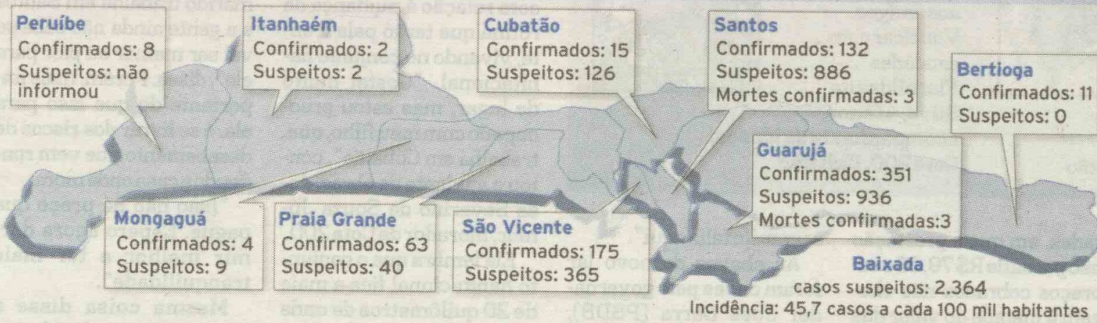 Peruíbe
Confirmados: 8
Suspeitos: não
informou
Itanhaém
Confirmados: 2
Suspeitos: 2
Cubatão
Confirmados: 15
Suspeitos: 126
Santos
Confirmados: 132
Suspeitos: 886
Mortes confirmadas: 3
Bertioga
Confirmados: 11
Suspeitos: 0
Guarujá
Confirmados: 351
Suspeitos: 936
Mortes confirmadas:3
Mongaguá
Confirmados: 4
Suspeitos: 9
Praia Grande
Confirmados: 63
Suspeitos: 40
São Vicente
Confirmados: 175
Suspeitos: 365
Baixada
casos suspeitos: 2.364
Incidência: 45,7 casos a cada 100 mil habitantes